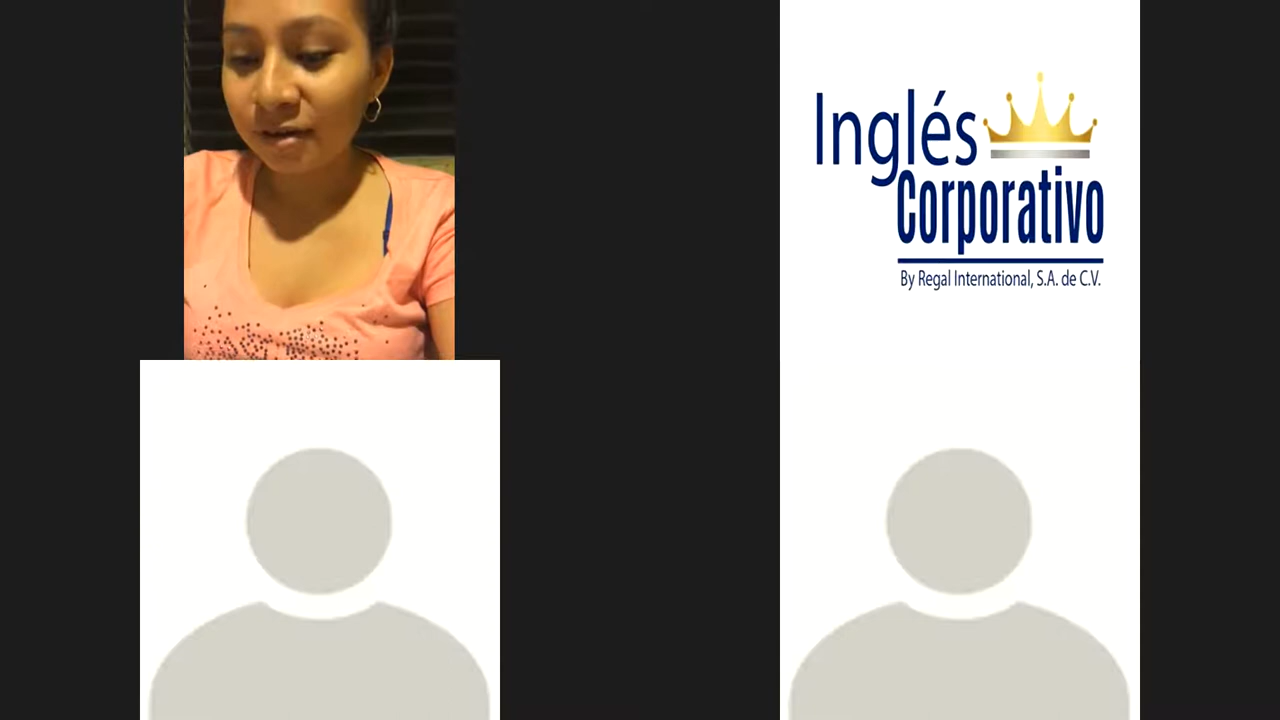 Inglés
Corporativo
By Regal International, S.A. de C.V.